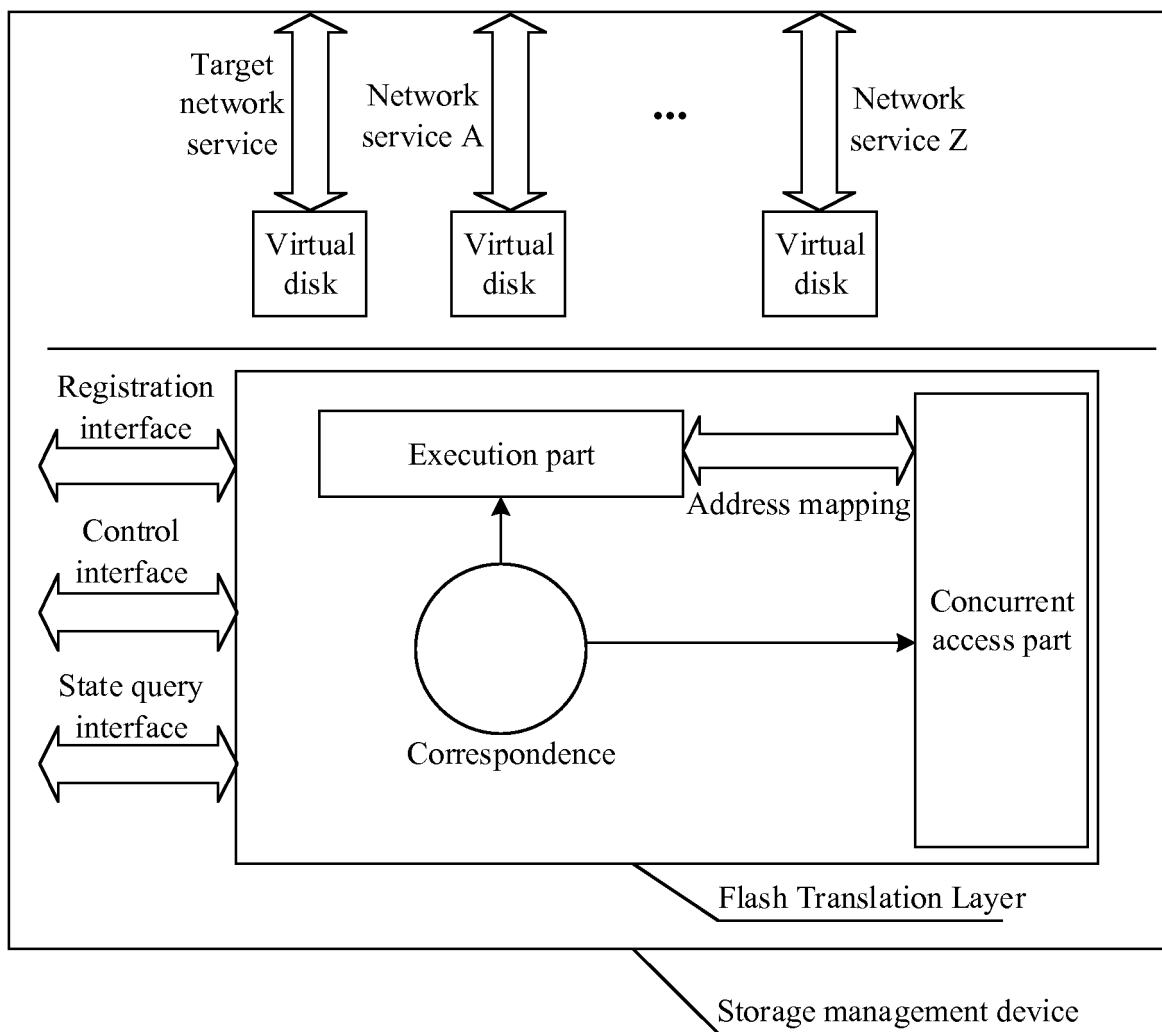 Target
network
service
Network
service A
...
Network
service Z
Virtual
disk
Virtual
disk
Virtual
disk
Registration
interface
Execution part
Address mapping
Control
interface
Concurrent
access part
State query
interface
Correspondence
Flash Translation Layer
Storage management device